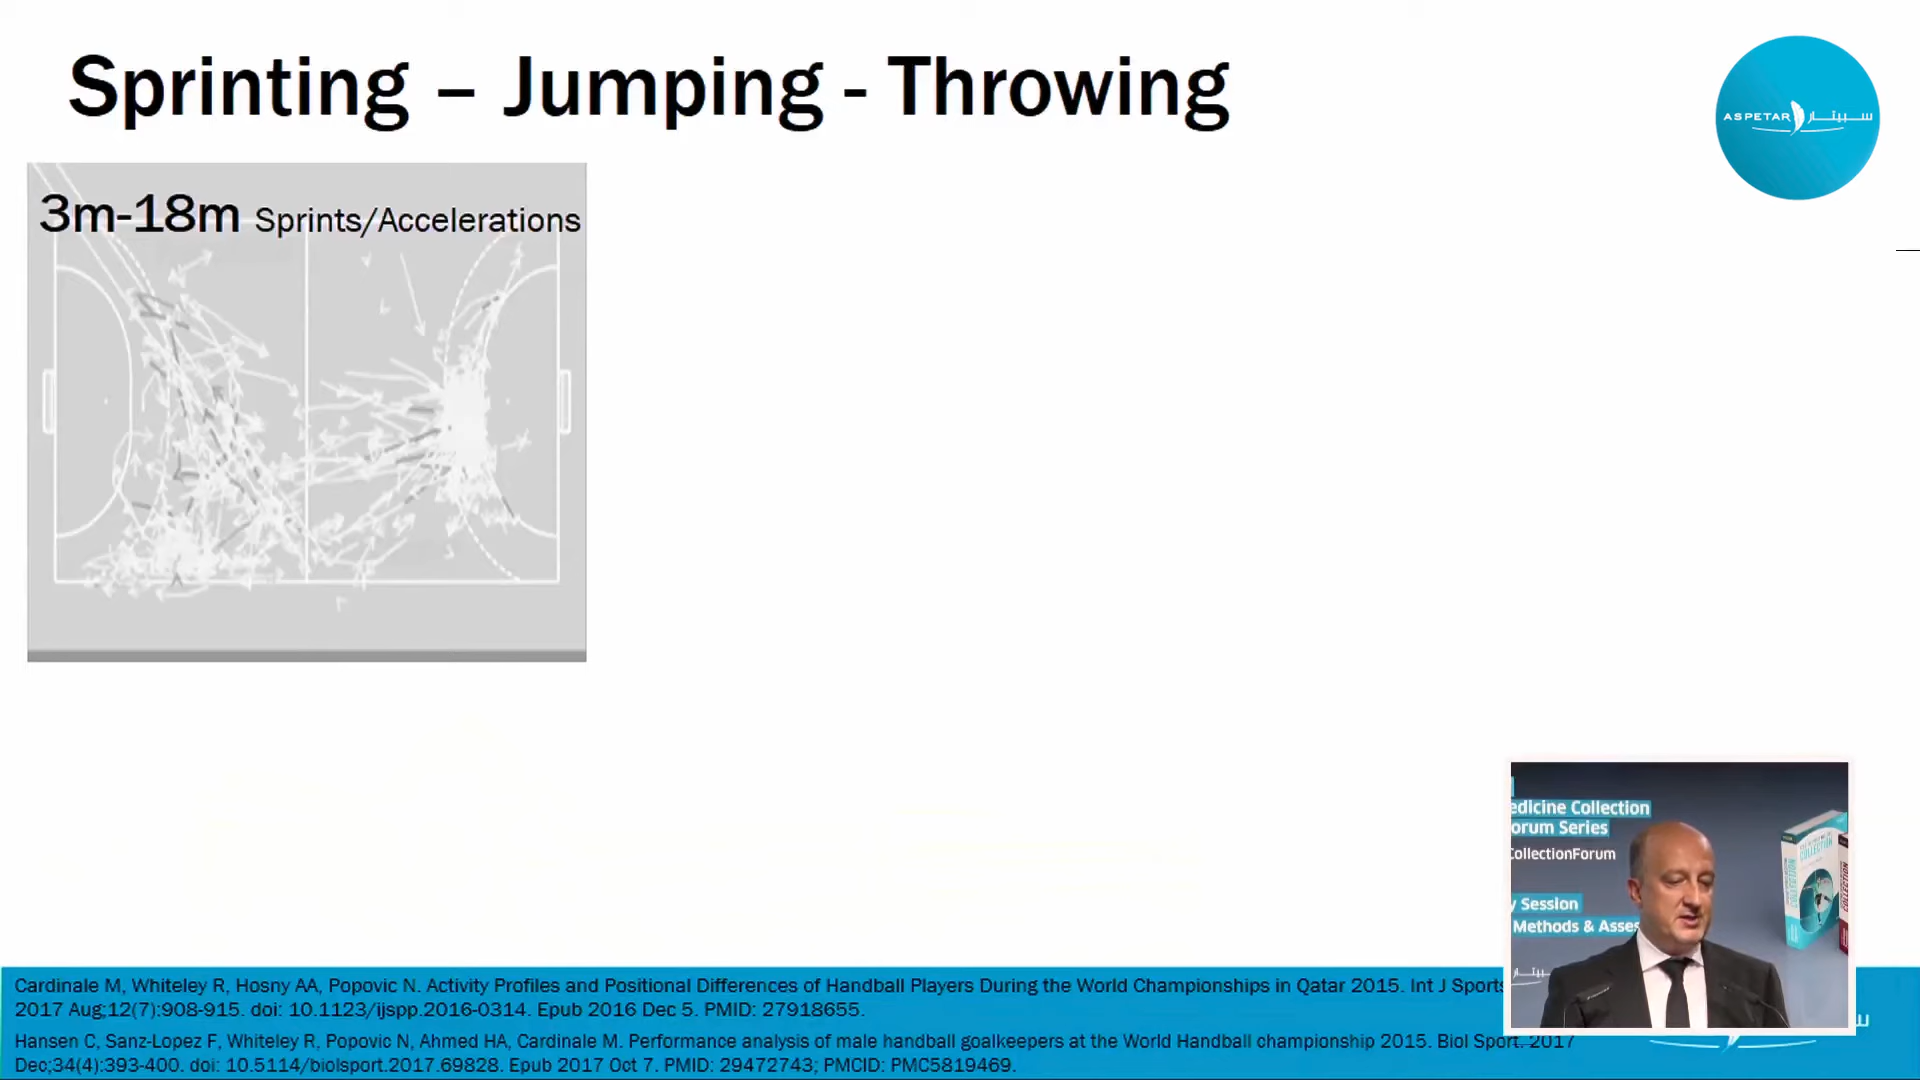 Sprinting – Jumping - Throwing
ASPETAR سبيتار
3m-18m Sprints/Accelerations
edicine Collection
orum Series
CollectionForum
y Session
Methods & Asses
COLLECTION
Cardinale M, Whiteley R, Hosny AA, Popovic N. Activity Profiles and Positional Differences of Handball Players During the World Championships in Qatar 2015. Int J Sports
2017 Aug;12(7):908-915. doi: 10.1123/ijspp.2016-0314. Epub 2016 Dec 5. PMID: 27918655.
Hansen C, Sanz-Lopez F, Whiteley R, Popovic N, Ahmed HA, Cardinale M. Performance analysis of male handball goalkeepers at the World Handball championship 2015. Biol Sport. 2017
Dec;34(4):393-400. doi: 10.5114/biolsport.2017.69828. Epub 2017 Oct 7. PMID: 29472743; PMCID: PMC5819469.